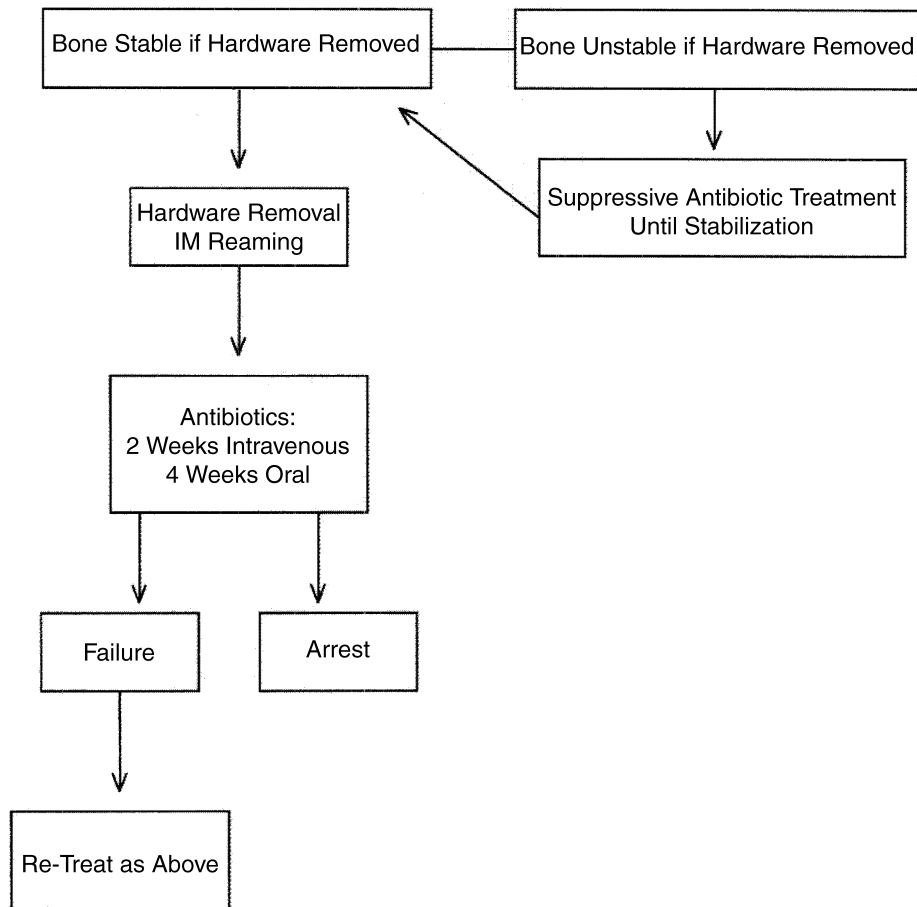 Bone Stable if Hardware Removed
Bone Unstable if Hardware Removed
Suppressive Antibiotic Treatment
Until Stabilization
Hardware Removal
IM Reaming
Antibiotics:
2 Weeks Intravenous
4 Weeks Oral
Failure
Arrest
Re-Treat as Above